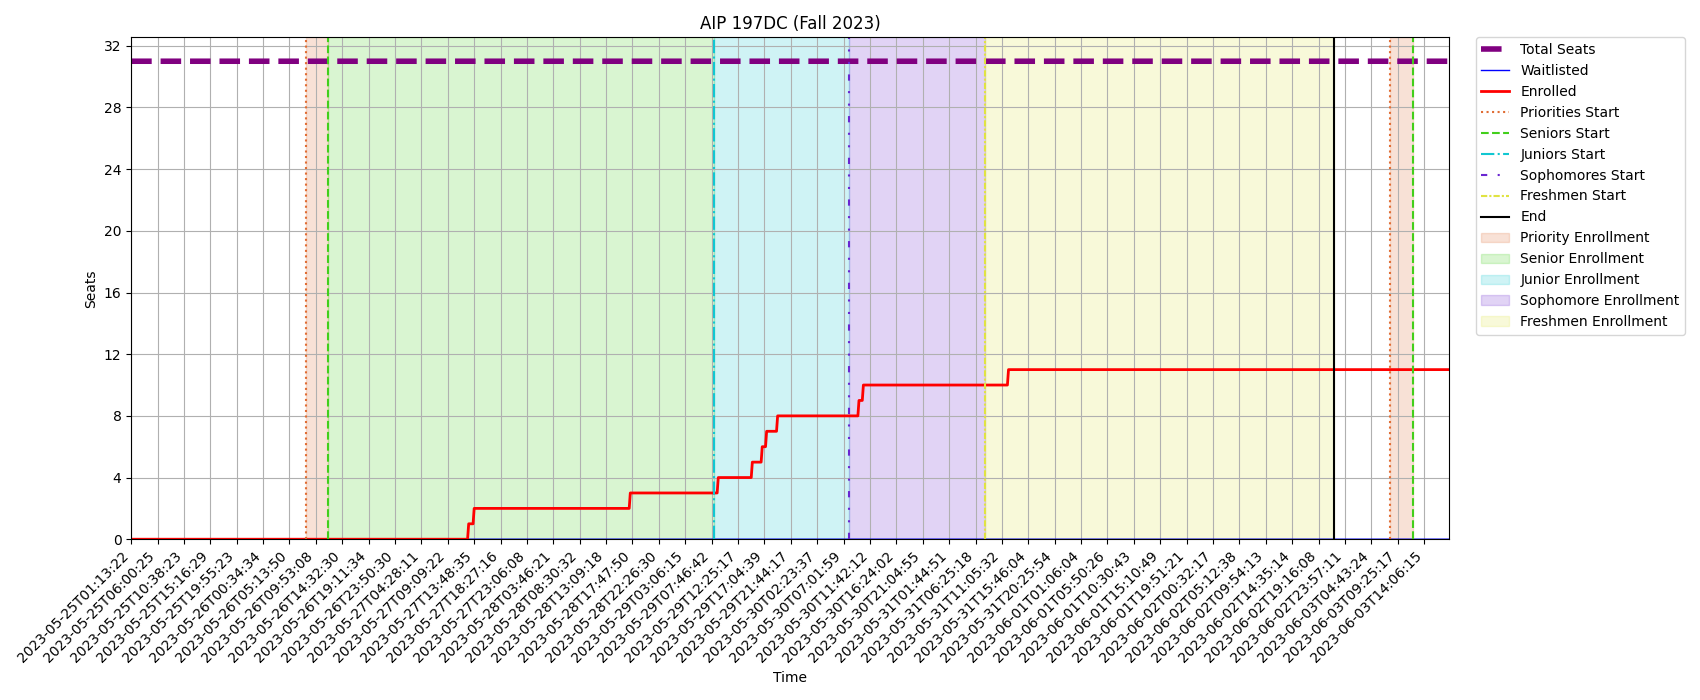 AIP 197DC (Fall 2023)
32
28
24
20
16
12
8
4
0
Seats
Total Seats
Waitlisted
Enrolled
Priorities Start
Seniors Start
Juniors Start
Sophomores Start
Freshmen Start
End
Priority Enrollment
Senior Enrollment
Junior Enrollment
Sophomore Enrollment
Freshmen Enrollment
2023-05-25T01:13:22
2023-05-25T06:00:25
2023-05-25T10:38:23
2023-05-25T15:16:29
2023-05-25T19:55:23
2023-05-26T00:34:34
2023-05-26T05:13:50
2023-05-26T09:53:08
2023-05-26T14:32:30
2023-05-26T19:11:34
2023-05-26T23:50:30
2023-05-27T04:28:11
2023-05-27T09:09:22
2023-05-27T13:48:35
2023-05-27T18:27:16
2023-05-27T23:06:08
2023-05-28T03:46:21
2023-05-28T08:30:32
2023-05-28T13:09:18
2023-05-28T17:47:50
2023-05-28T22:26:30
2023-05-29T03:06:15
2023-05-29T07:46:42
2023-05-29T12:25:17
2023-05-29T17:04:39
2023-05-29T21:44:17
2023-05-30T02:23:37
2023-05-30T07:01:59
2023-05-30T11:42:12
2023-05-30T16:24:02
2023-05-30T21:04:55
2023-05-31T01:44:51
2023-05-31T06:25:18
2023-05-31T11:05:32
2023-05-31T15:46:04
2023-05-31T20:25:54
2023-06-01T01:06:04
2023-06-01T05:50:26
2023-06-01T10:30:43
2023-06-01T15:10:49
2023-06-01T19:51:21
2023-06-02T00:32:17
2023-06-02T05:12:38
2023-06-02T09:54:13
2023-06-02T14:35:14
2023-06-02T19:16:08
2023-06-02T23:57:11
2023-06-03T04:43:24
2023-06-03T09:25:17
2023-06-03T14:06:15
Time